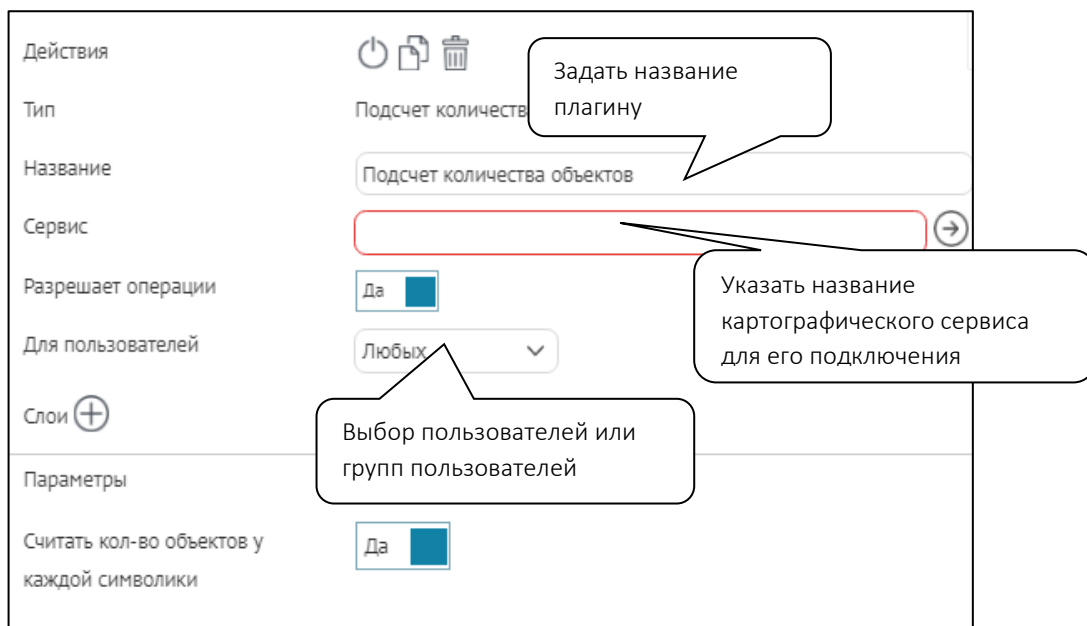 Действия
Задать название
плагину
Тип
Подсчет количеств
Название
Подсчет количества объектов
Сервис
Указать название
картографического сервиса
для его подключения
Разрешает операции
Да
Для пользователей
Любых
Слои
Выбор пользователей или
групп пользователей
Параметры
Считать кол-во объектов у
каждой символики
Да